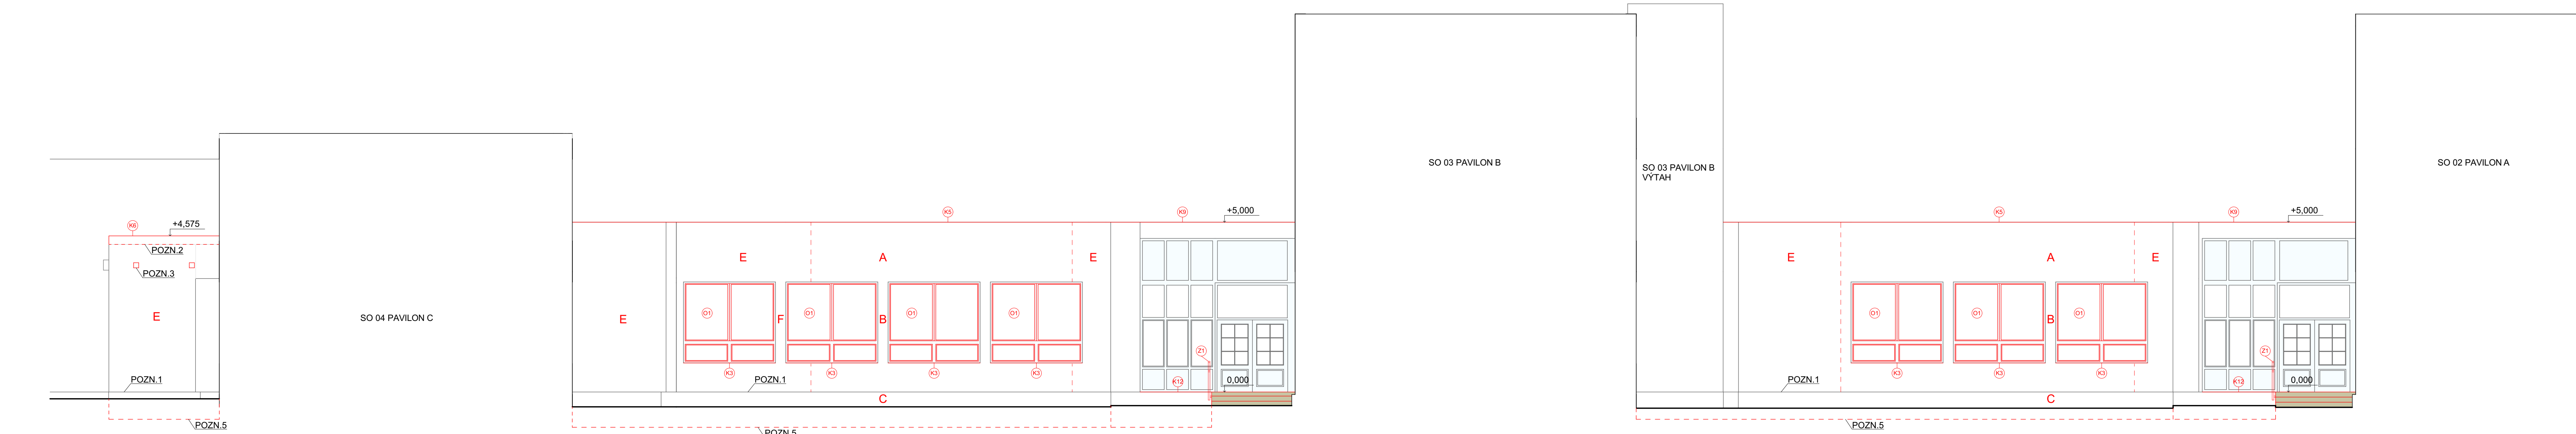 K6
+4,575
POZN.2
POZN.3
E
POZN.1
POZN.5
SO 04 PAVILON C
K5
K9
+5,000
E
A
E
E
O1
F
O1
B
O1
O1
K3
K3
K3
K3
Z1
K12
0,000
POZN.1
C
POZN.5
SO 03 PAVILON B
SO 03 PAVILON B
VÝTAH
K5
K9
+5,000
E
A
E
O1
O1
B
O1
K3
K3
K3
Z1
K12
0,000
POZN.1
C
POZN.5
SO 02 PAVILON A